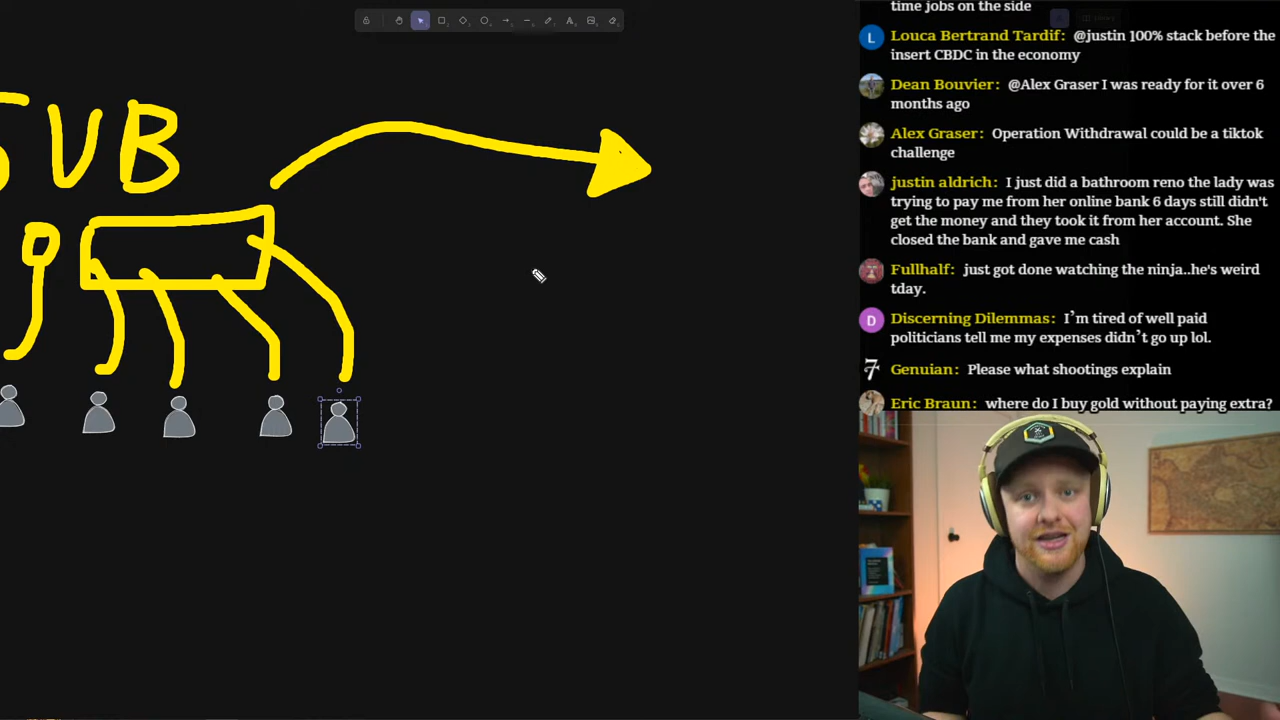 SUB
time jobs on the side
Louca Bertrand Tardif: @justin 100% stack before the
insert CBDC in the economy
Dean Bouvier: @Alex Graser I was ready for it over 6
months ago
Alex Graser: Operation Withdrawal could be a tiktok
challenge
justin aldrich: I just did a bathroom reno the lady was
trying to pay me from her online bank 6 days still didn't
get the money and they took it from her account. She
closed the bank and gave me cash
Fullhalf: just got done watching the ninja..he's weird
tday.
D
Discerning Dilemmas: I'm tired of well paid
politicians tell me my expenses didn't go up lol.
Genuian: Please what shootings explain
Eric Braun: where do I buy gold without paying extra?
L